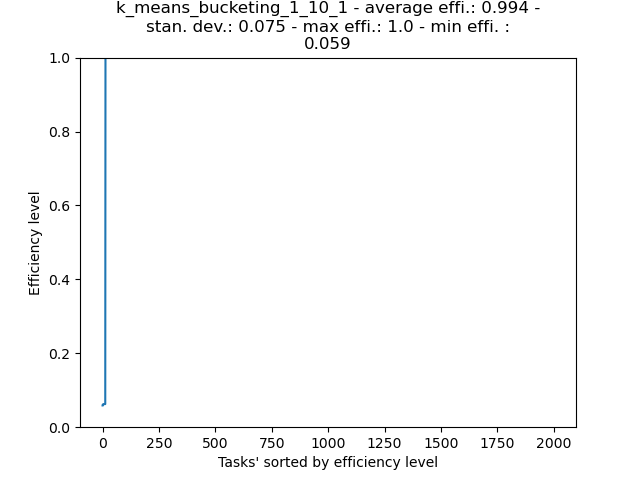 k_means_bucketing_1_10_1 - average effi.: 0.994 -
stan. dev.: 0.075 - max effi.: 1.0 - min effi. :
0.059
1.0
0.8
0.6
0.4
0.2
0.0
Efficiency level
0 250 500 750 1000 1250 1500 1750 2000
Tasks' sorted by efficiency level